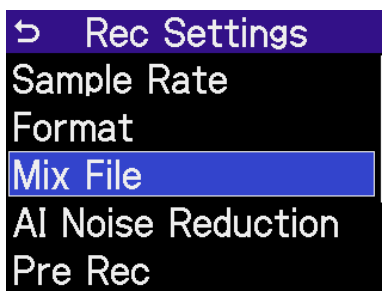 Rec Settings
Sample Rate
Format
Mix File
AI Noise Reduction
Pre Rec